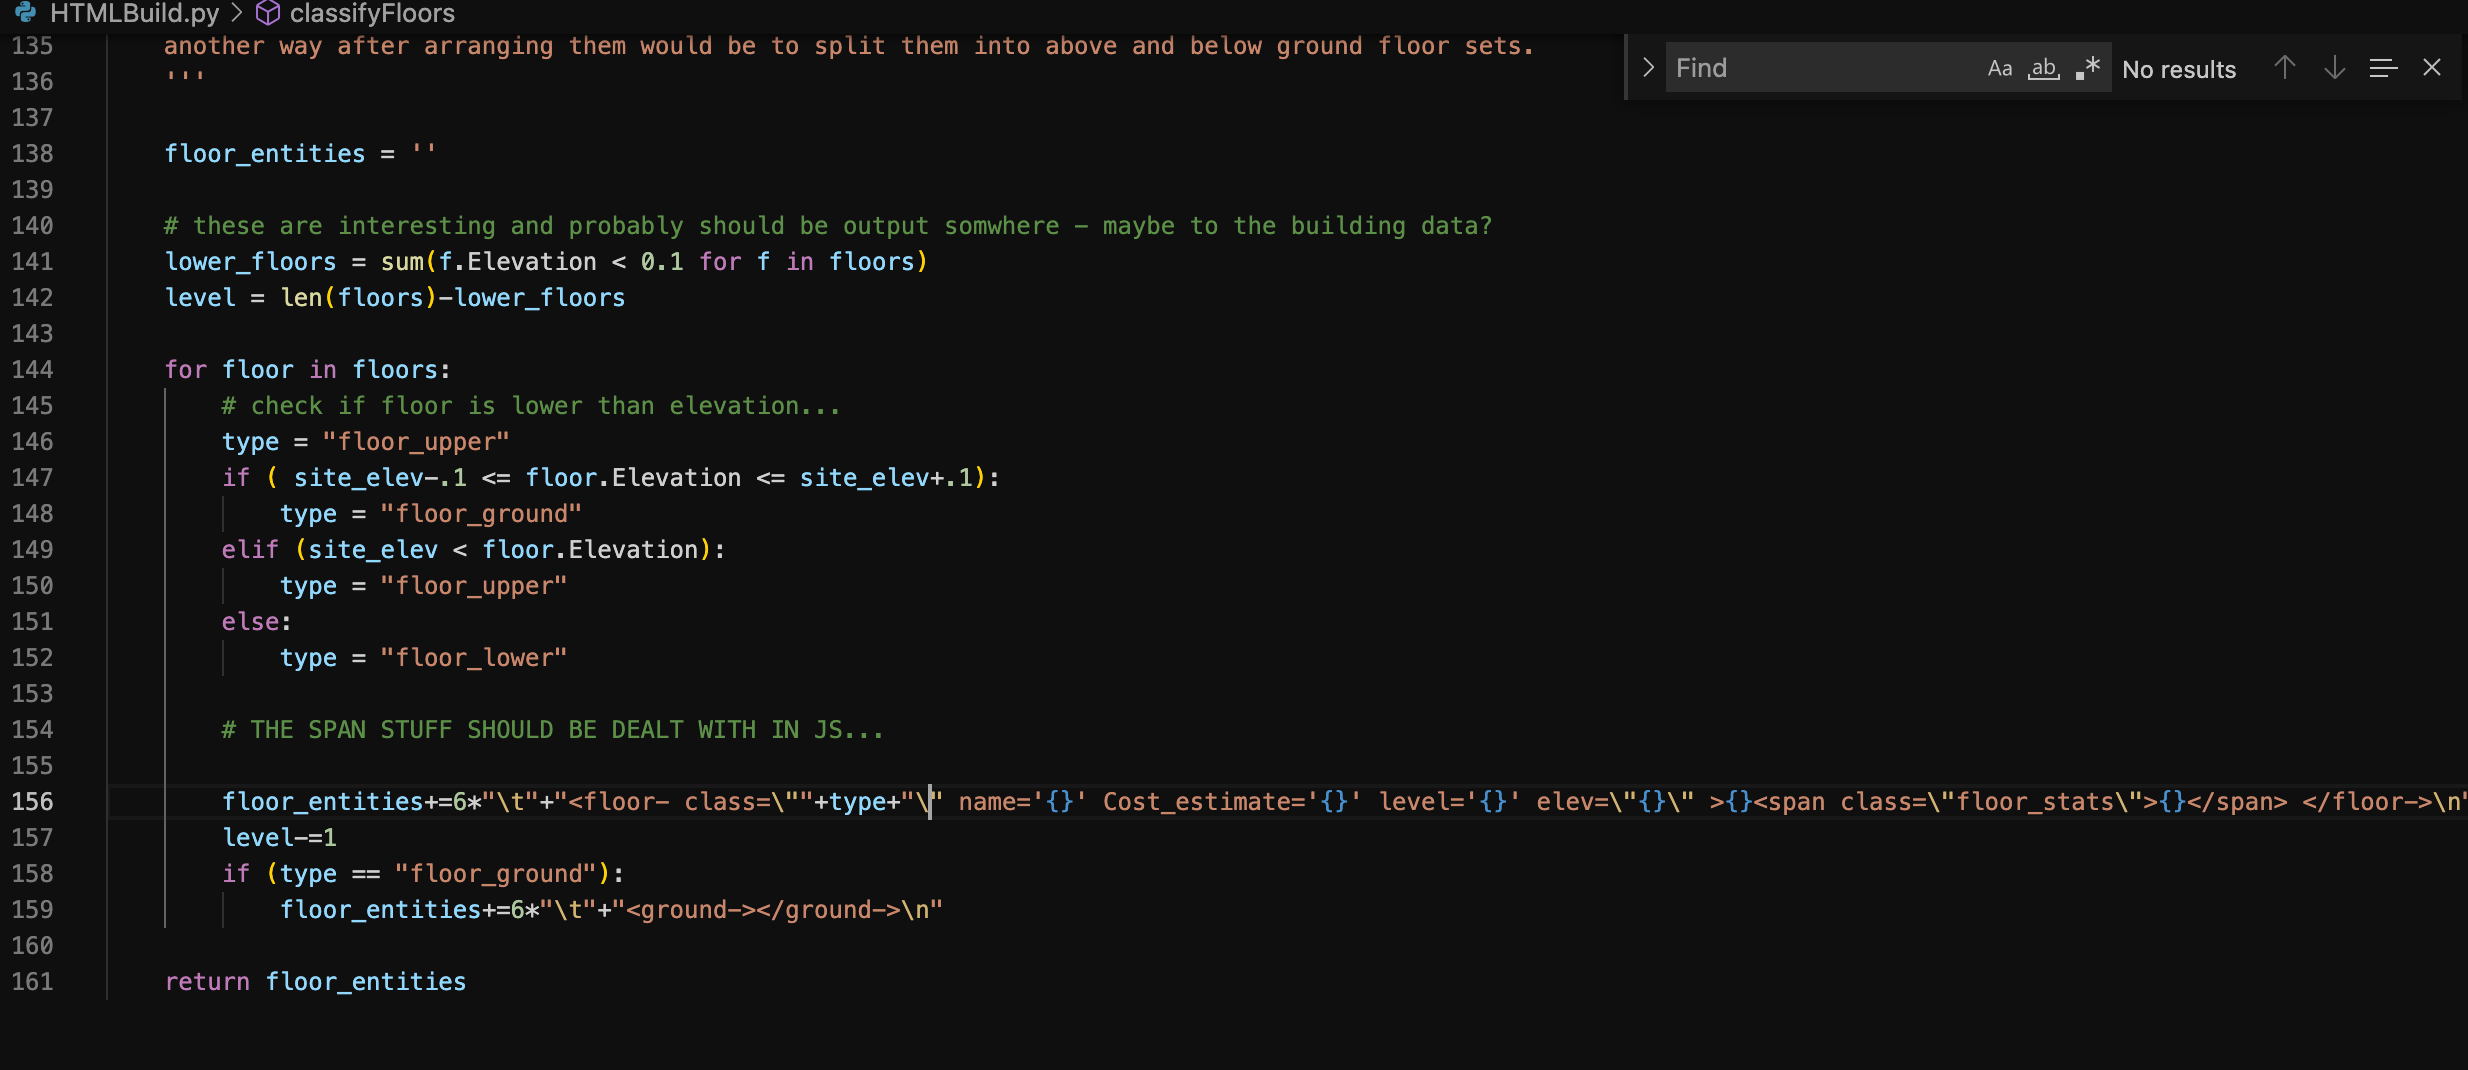 HTMLBuild.py > classifyFloors
135 another way after arranging them would be to split them into above and below ground floor sets.
Find Aa ab .* No results
136 '''
137
138 floor_entities = ''
139
140 # these are interesting and probably should be output somwhere - maybe to the building data?
141 lower_floors = sum(f.Elevation < 0.1 for f in floors)
142 level = len(floors)-lower_floors
143
144 for floor in floors:
145 # check if floor is lower than elevation...
146 type = "floor_upper"
147 if ( site_elev-.1 <= floor.Elevation <= site_elev+.1):
148 type = "floor_ground"
149 elif (site_elev < floor.Elevation):
150 type = "floor_upper"
151 else:
152 type = "floor_lower"
153
154 # THE SPAN STUFF SHOULD BE DEALT WITH IN JS...
155
156 floor_entities+=6*"\t"+"<floor- class=\""+type+"\" name='{}' Cost_estimate='{}' level='{}' elev=\"{}\" >{}<span class=\"floor_stats\">{}</span> </floor->\n"
157 level-=1
158 if (type == "floor_ground"):
159 floor_entities+=6*"\t"+"<ground-></ground->\n"
160
161 return floor_entities